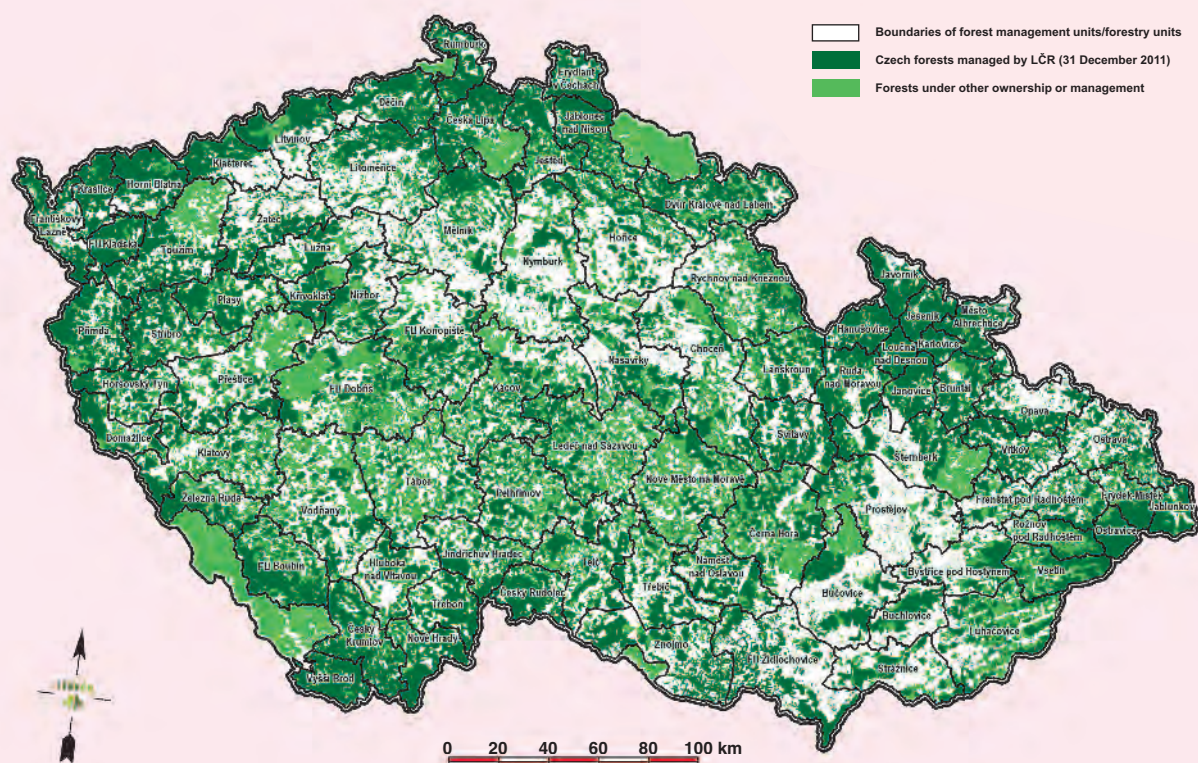 Boundaries of forest management units/forestry units
Czech forests managed by LČR (31 December 2011)
Forests under other ownership or management
Rumburk
Frýdlant
v Čechách
Děčín
Česká Lípa
Jablonec
nad Nisou
Litvínov
Klášterec
Litoměřice
Ještěd
Kraslice
Horní Blatná
Dvůr Králové nad Labem
Františkovy
Lázně
Žatec
Mělník
Hořice
FU Kladská
Toužim
Lužná
Nymburk
Rychnov nad Kněžnou
Javorník
Plasy
Křivoklát
Nižbor
Jeseník
Město
Albrechtice
Přimda
Stříbro
FU Konopiště
Hanušovice
Karlovice
Loučná
nad Desnou
Choceň
Nasavrky
Lanškroun
Ruda
nad Moravou
Janovice
Bruntál
Horšovský Týn
Přeštice
FU Dobříš
Kácov
Opava
Svitavy
Ostrava
Domažlice
Klatovy
Ledeč nad Sázavou
Šternberk
Vítkov
Železná Ruda
Tábor
Pelhřimov
Nové Město na Moravě
Frenštát pod Radhoštěm
Frýdek-Místek
Jablunkov
Vodňany
Prostějov
Rožnov
pod Radhoštěm
Ostravice
Černá Hora
FU Boubín
Hluboká
nad Vltavou
Jindřichův Hradec
Telč
Náměšť
nad Oslavou
Bystřice pod Hostýnem
Vsetín
Třeboň
Český Rudolec
Třebíč
Bučovice
Buchlovice
Český
Krumlov
Nové Hrady
Znojmo
Luhačovice
FU Židlochovice
Strážnice
Vyšší Brod
0 20 40 60 80 100 km